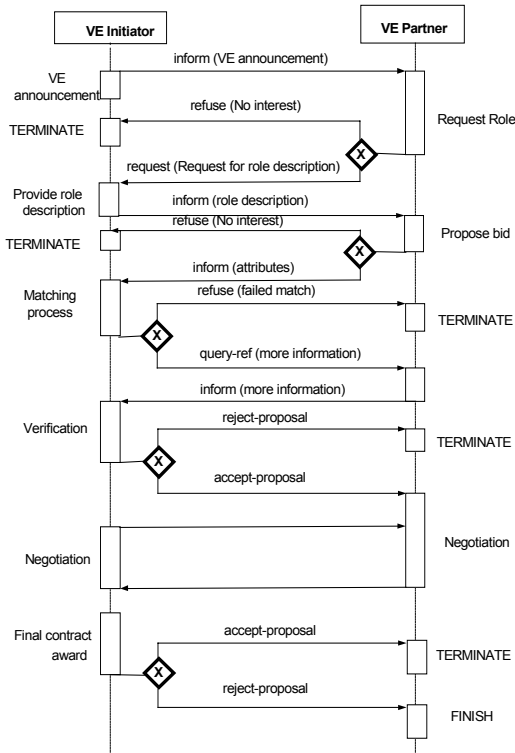 VE Initiator
VE Partner
inform (VE announcement)
VE
announcement
Request Role
refuse (No interest)
TERMINATE
X
request (Request for role description)
Provide role
description
inform (role description)
refuse (No interest)
TERMINATE
Propose bid
X
inform (attributes)
Matching
process
refuse (failed match)
TERMINATE
X
query-ref (more information)
inform (more information)
Verification
reject-proposal
TERMINATE
X
accept-proposal
Negotiation
Negotiation
Final contract
award
accept-proposal
TERMINATE
X
reject-proposal
FINISH